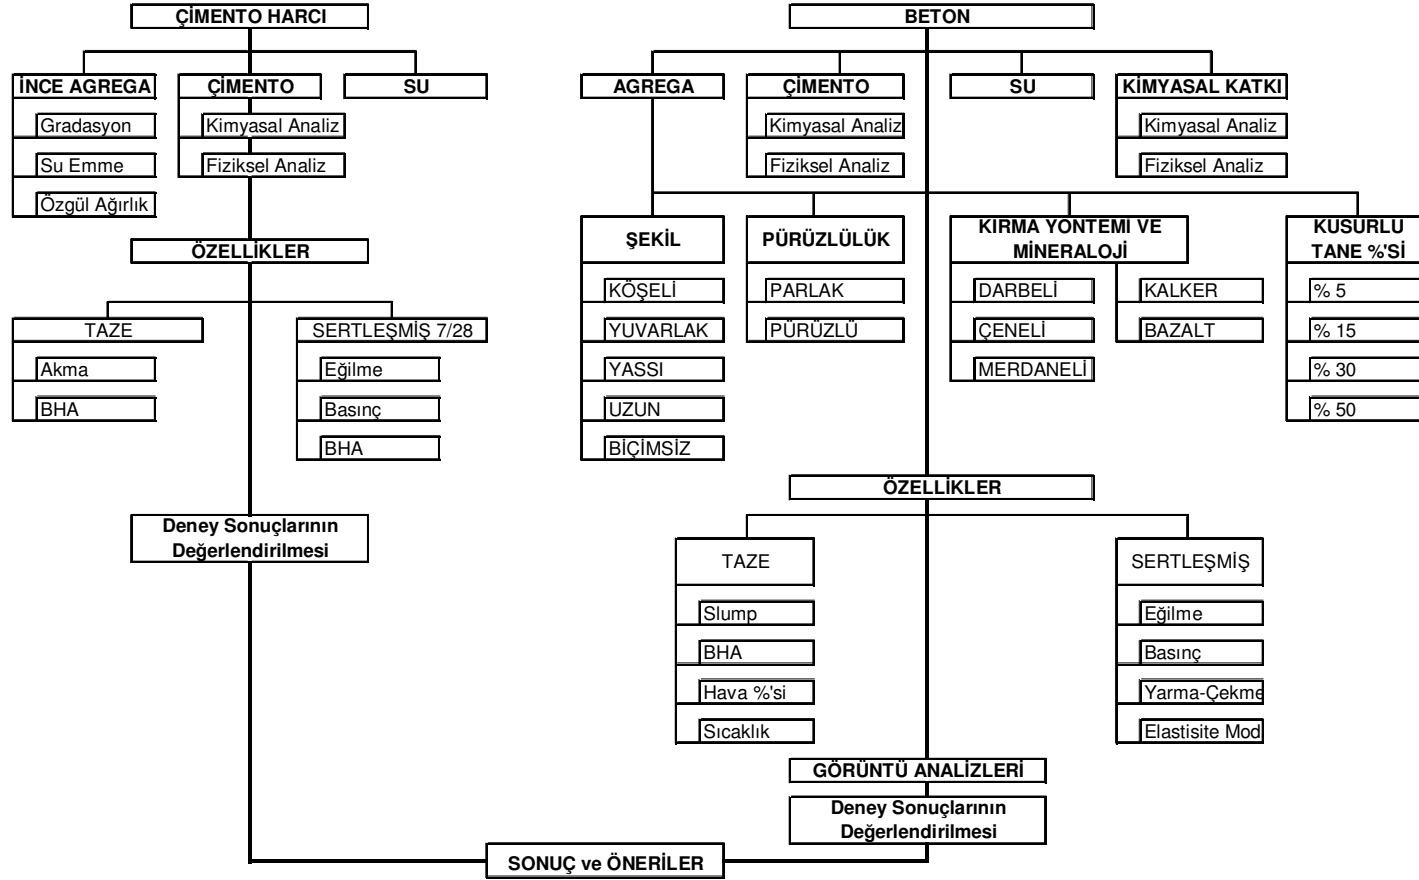 ÇİMENTO HARCI
İNCE AGREGA
Gradasyon
Su Emme
Özgül Ağırlık
ÇİMENTO
Kimyasal Analiz
Fiziksel Analiz
SU
ÖZELLİKLER
TAZE
Akma
BHA
SERTLEŞMİŞ 7/28
Eğilme
Basınç
BHA
Deney Sonuçlarının
Değerlendirilmesi
BETON
AGREGA
ÇİMENTO
Kimyasal Analiz
Fiziksel Analiz
SU
KİMYASAL KATKI
Kimyasal Analiz
Fiziksel Analiz
ŞEKİL
KÖŞELİ
YUVARLAK
YASSI
UZUN
BİÇİMSİZ
PÜRÜZLÜLÜK
PARLAK
PÜRÜZLÜ
KIRMA YÖNTEMİ VE
MİNERALOJİ
DARBELİ
ÇENELİ
MERDANELİ
KALKER
BAZALT
KUSURLU
TANE %'Sİ
% 5
% 15
% 30
% 50
ÖZELLİKLER
TAZE
Slump
BHA
Hava %'si
Sıcaklık
SERTLEŞMİŞ
Eğilme
Basınç
Yarma-Çekme
Elastisite Mod
GÖRÜNTÜ ANALİZLERİ
Deney Sonuçlarının
Değerlendirilmesi
SONUÇ ve ÖNERİLER